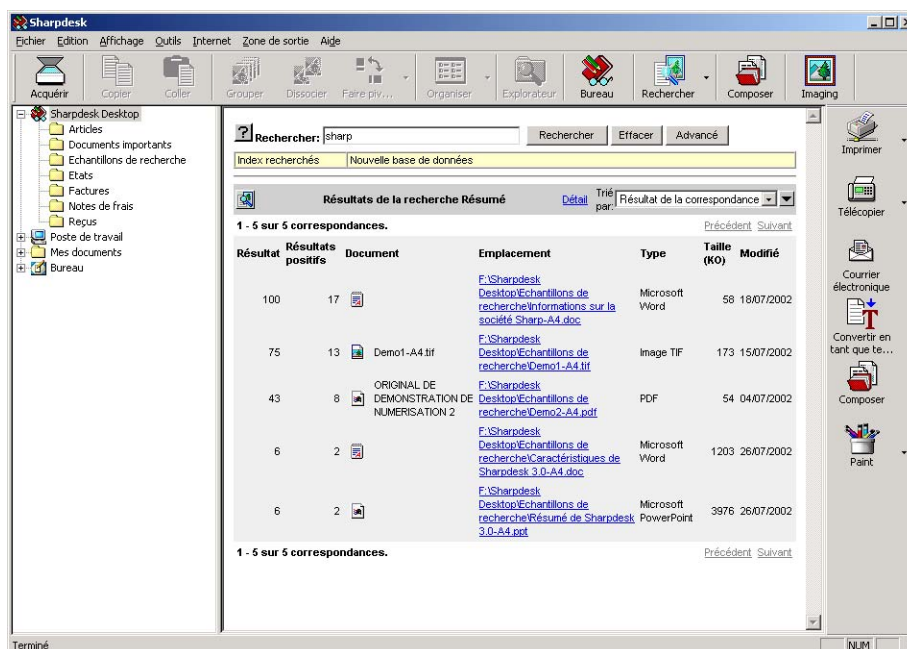 Sharpdesk
Fichier Edition Affichage Outils Internet Zone de sortie Aide
Acquérir Copier Coller Grouper Dissocier Faire piv... Organiser Explorateur Bureau Rechercher Composer Imaging
Sharpdesk Desktop
Articles
Documents importants
Echantillons de recherche
Etats
Factures
Notes de frais
Reçus
Poste de travail
Mes documents
Bureau
? Rechercher: sharp Rechercher Effacer Avancé
Index recherchés Nouvelle base de données
Résultats de la recherche Résumé Détail Trié par: Résultat de la correspondance
1 - 5 sur 5 correspondances. Précédent Suivant
Résultat Résultats positifs Document Emplacement Type Taille (KO) Modifié
100 17 F:\Sharpdesk Desktop\Echantillons de recherche\Informations sur la société Sharp-A4.doc Microsoft Word 58 18/07/2002
75 13 Demo1-A4.tif F:\Sharpdesk Desktop\Echantillons de recherche\Demo1-A4.tif Image TIF 173 15/07/2002
43 8 ORIGINAL DE DEMONSTRATION DE NUMERISATION 2 F:\Sharpdesk Desktop\Echantillons de recherche\Demo2-A4.pdf PDF 54 04/07/2002
6 2 F:\Sharpdesk Desktop\Echantillons de recherche\Caractéristiques de Sharpdesk 3.0-A4.doc Microsoft Word 1203 26/07/2002
6 2 F:\Sharpdesk Desktop\Echantillons de recherche\Résumé de Sharpdesk 3.0-A4.ppt Microsoft PowerPoint 3976 26/07/2002
1 - 5 sur 5 correspondances. Précédent Suivant
Imprimer
Télécopier
Courrier électronique
Convertir en tant que te...
Composer
Paint
Terminé NUM